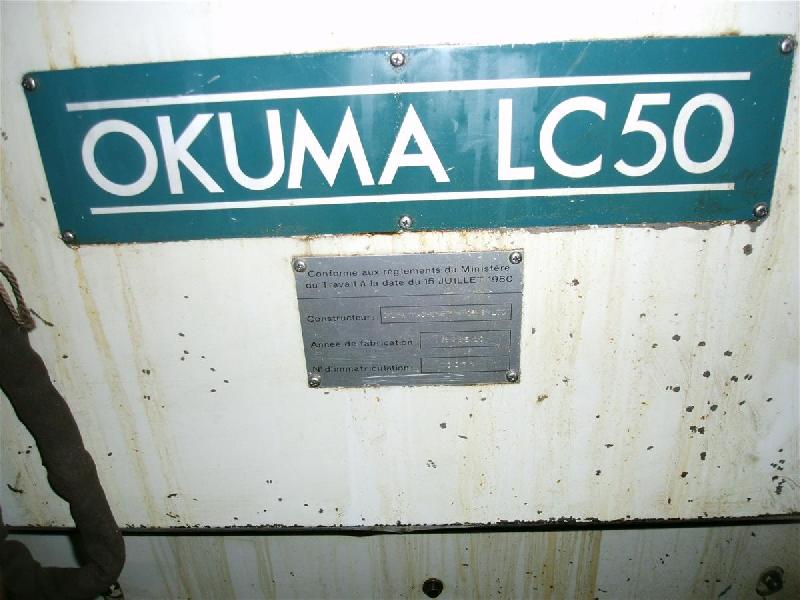 OKUMA LC50
Conforme aux règlements du Ministère
du Travail à la date du 15 JUILLET 1980
Constructeur:
Année de fabrication
N° d'immatriculation: